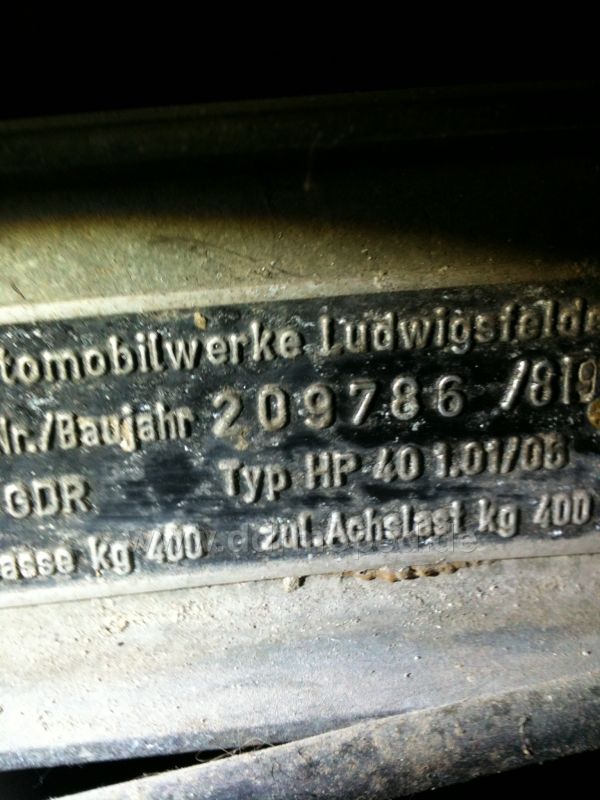 tomobilwerke Ludwigsfelde
Nr./Baujahr 209786 /819
GDR Typ HP 40 1.01/08
asse kg 400 zul.Achslast kg 400